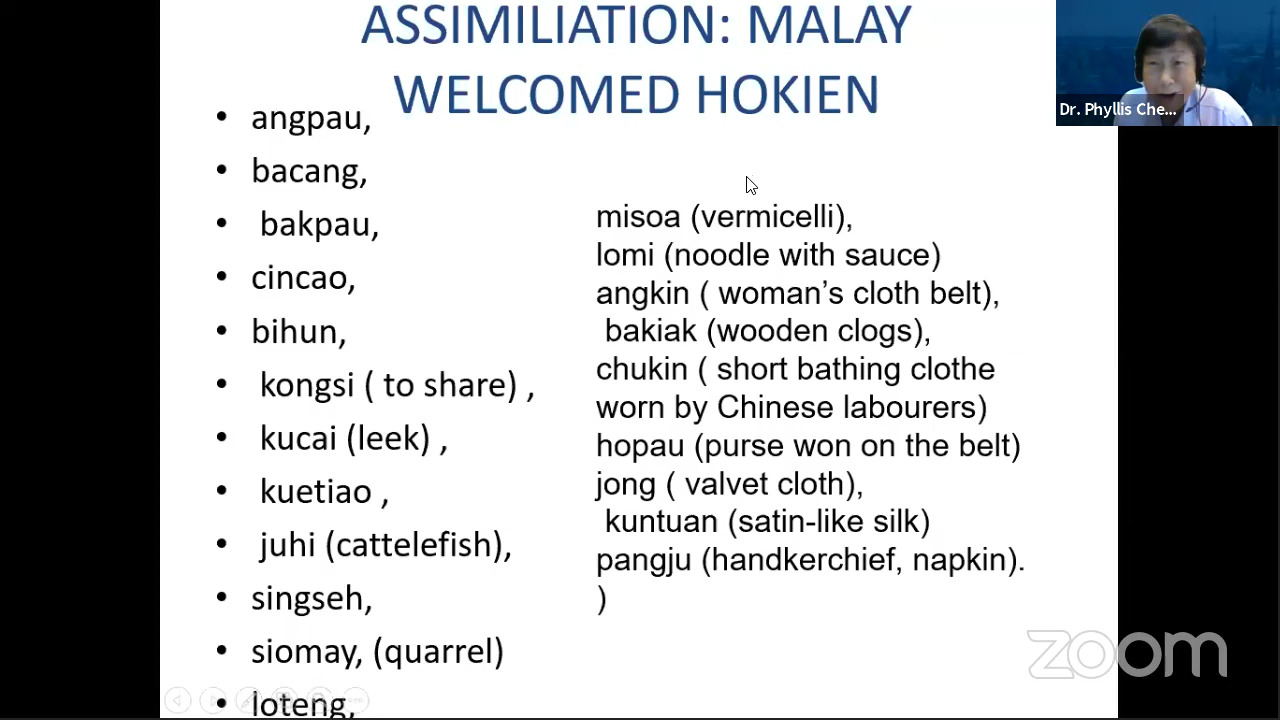 ASSIMILIATION: MALAY
WELCOMED HOKIEN
• angpau,
• bacang,
• bakpau,
• cincao,
• bihun,
• kongsi ( to share) ,
• kucai (leek) ,
• kuetiao ,
• juhi (cattelefish),
• singseh,
• siomay, (quarrel)
• loteng,
misoa (vermicelli),
lomi (noodle with sauce)
angkin ( woman’s cloth belt),
bakiak (wooden clogs),
chukin ( short bathing clothe
worn by Chinese labourers)
hopau (purse won on the belt)
jong ( valvet cloth),
kuntuan (satin-like silk)
pangju (handkerchief, napkin).
)
Dr. Phyllis Che...
zoom